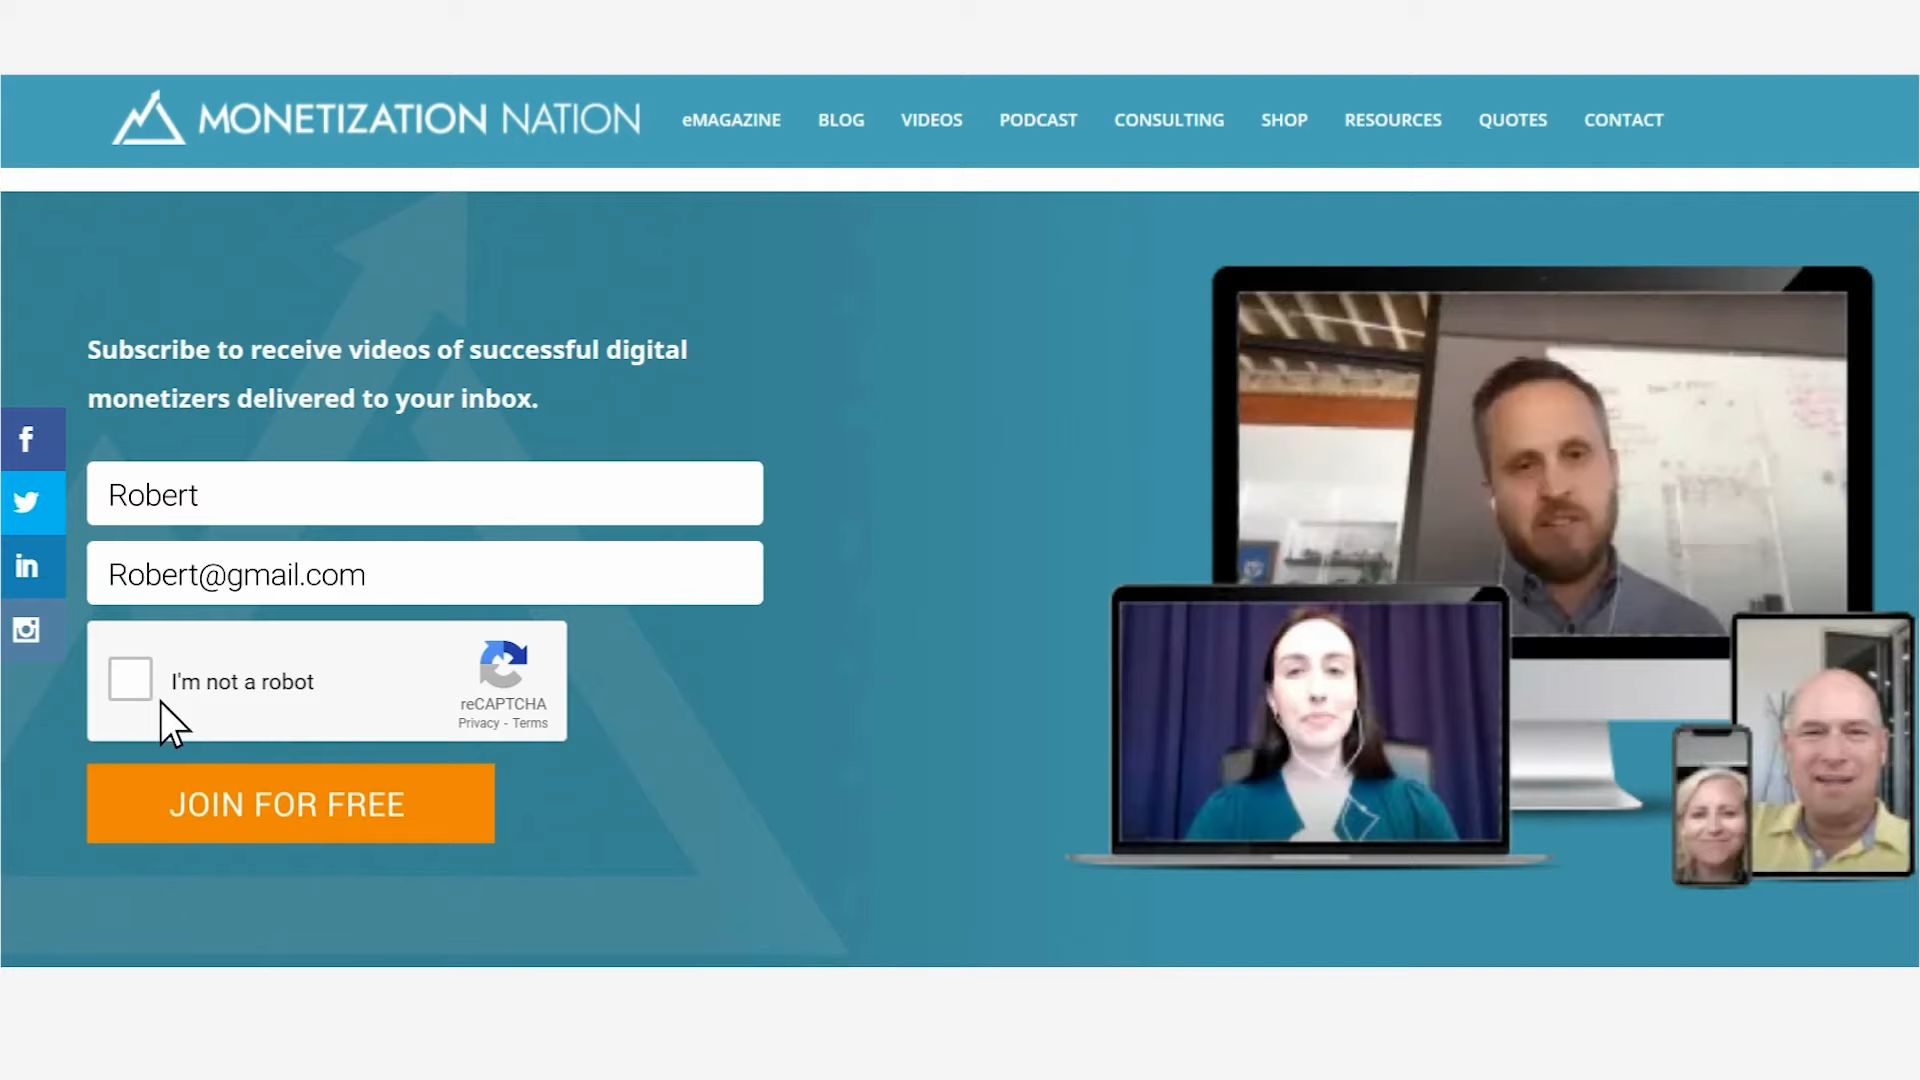 MONETIZATION NATION
eMAGAZINE
BLOG
VIDEOS
PODCAST
CONSULTING
SHOP
RESOURCES
QUOTES
CONTACT
Subscribe to receive videos of successful digital
monetizers delivered to your inbox.
Robert
Robert@gmail.com
I'm not a robot
reCAPTCHA
Privacy - Terms
JOIN FOR FREE